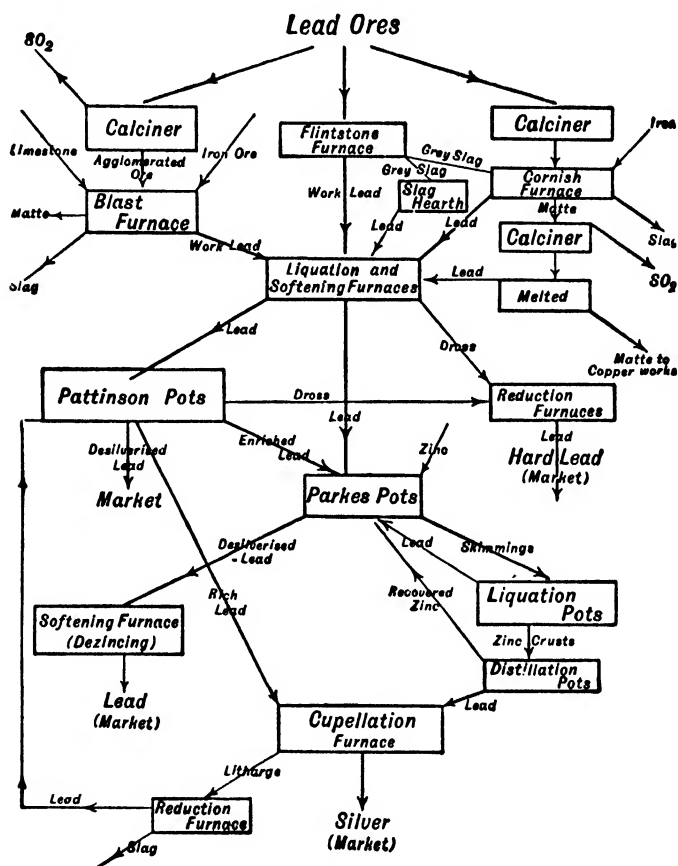 Lead Ores
SO2
Calciner
Limestone
Agglomerated
Ore
Iron Ore
Blast
Furnace
Matte
Slag
Work Lead
Flintstone
Furnace
Grey Slag
Grey Slag
Work Lead
Slag
Hearth
Lead
Calciner
Iron
Cornish
Furnace
Lead
Matte
Slag
Calciner
SO2
Lead
Melted
Matte to
Copper works
Liquation and
Softening Furnaces
Lead
Dross
Pattinson Pots
Dross
Lead
Reduction
Furnaces
Lead
Hard Lead
(Market)
Desilverised
Lead
Market
Enriched
Lead
Zinc
Parkes Pots
Desilverised
-Lead
Rich
Lead
Lead
Skimmings
Recovered
Zinc
Liquation
Pots
Zinc Crusts
Distillation
Pots
Lead
Softening Furnace
(Dezincing)
Lead
(Market)
Cupellation
Furnace
Litharge
Lead
Reduction
Furnace
Slag
Silver
(Market)